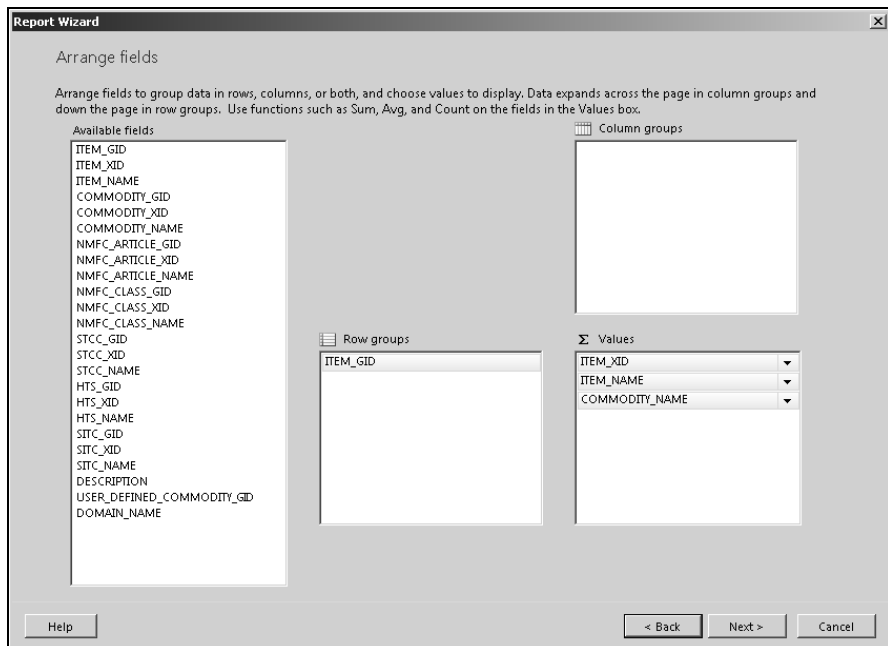 Report Wizard
Arrange fields
Arrange fields to group data in rows, columns, or both, and choose values to display. Data expands across the page in column groups and
down the page in row groups. Use functions such as Sum, Avg, and Count on the fields in the Values box.
Available fields
ITEM_GID
ITEM_XID
ITEM_NAME
COMMODITY_GID
COMMODITY_XID
COMMODITY_NAME
NMFC_ARTICLE_GID
NMFC_ARTICLE_XID
NMFC_ARTICLE_NAME
NMFC_CLASS_GID
NMFC_CLASS_XID
NMFC_CLASS_NAME
STCC_GID
STCC_XID
STCC_NAME
HTS_GID
HTS_XID
HTS_NAME
SITC_GID
SITC_XID
SITC_NAME
DESCRIPTION
USER_DEFINED_COMMODITY_GID
DOMAIN_NAME
Column groups
Row groups
ITEM_GID
Σ Values
ITEM_XID
ITEM_NAME
COMMODITY_NAME
Help
< Back
Next >
Cancel